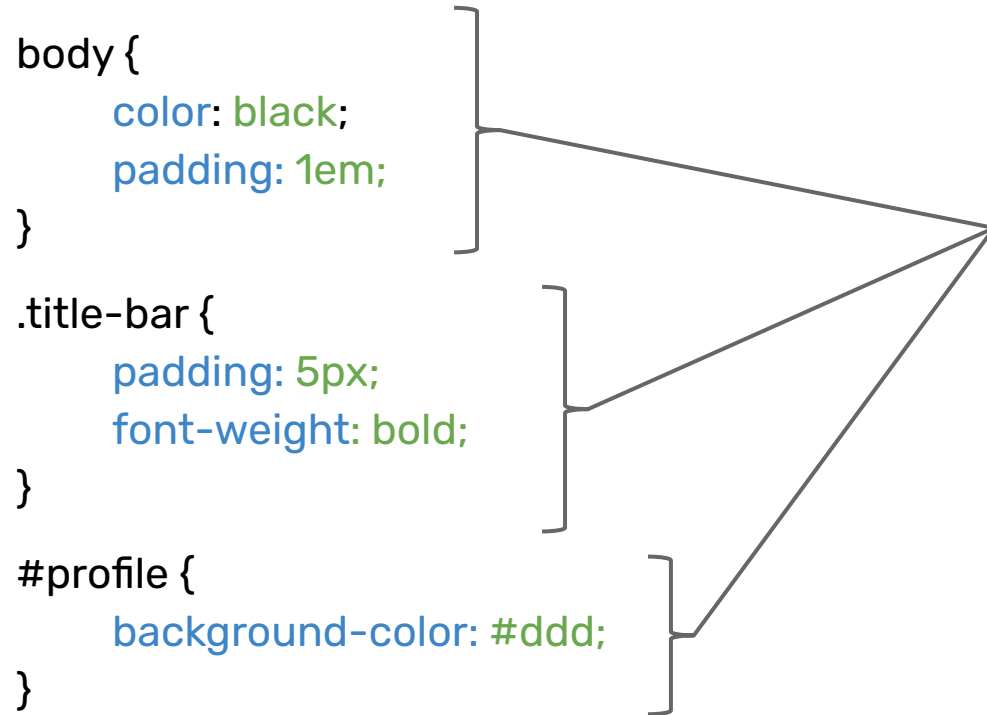 body {
color: black;
padding: 1em;
}
.title-bar {
padding: 5px;
font-weight: bold;
}
#profile {
background-color: #ddd;
}